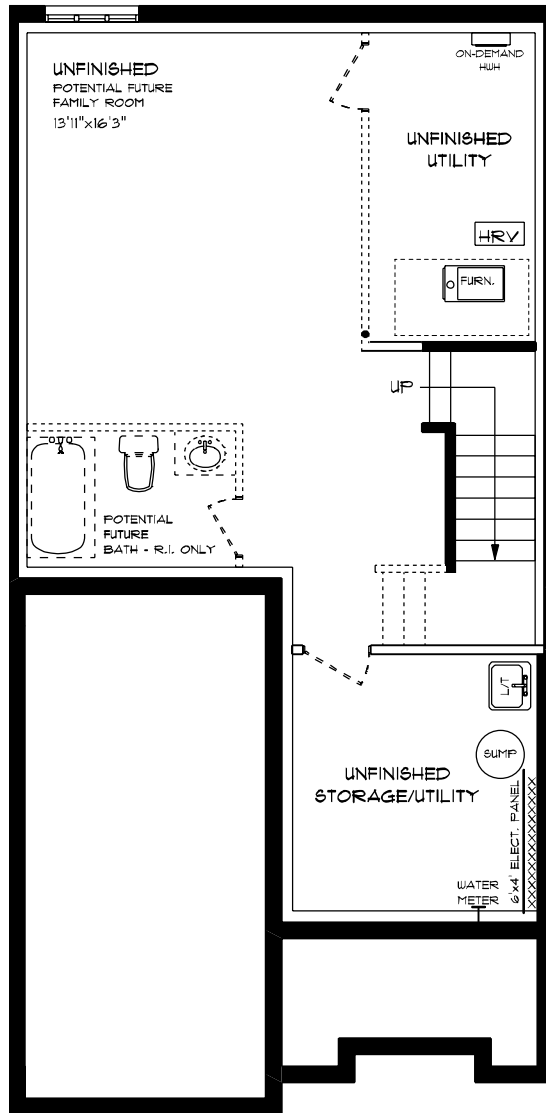 UNFINISHED
POTENTIAL FUTURE
FAMILY ROOM
13'11"x16'3"
ON-DEMAND
HWH
UNFINISHED
UTILITY
HRV
FURN.
UP
POTENTIAL
FUTURE
BATH - R.I. ONLY
L/T
SUMP
UNFINISHED
STORAGE/UTILITY
6'x4' ELECT. PANEL
WATER
METER